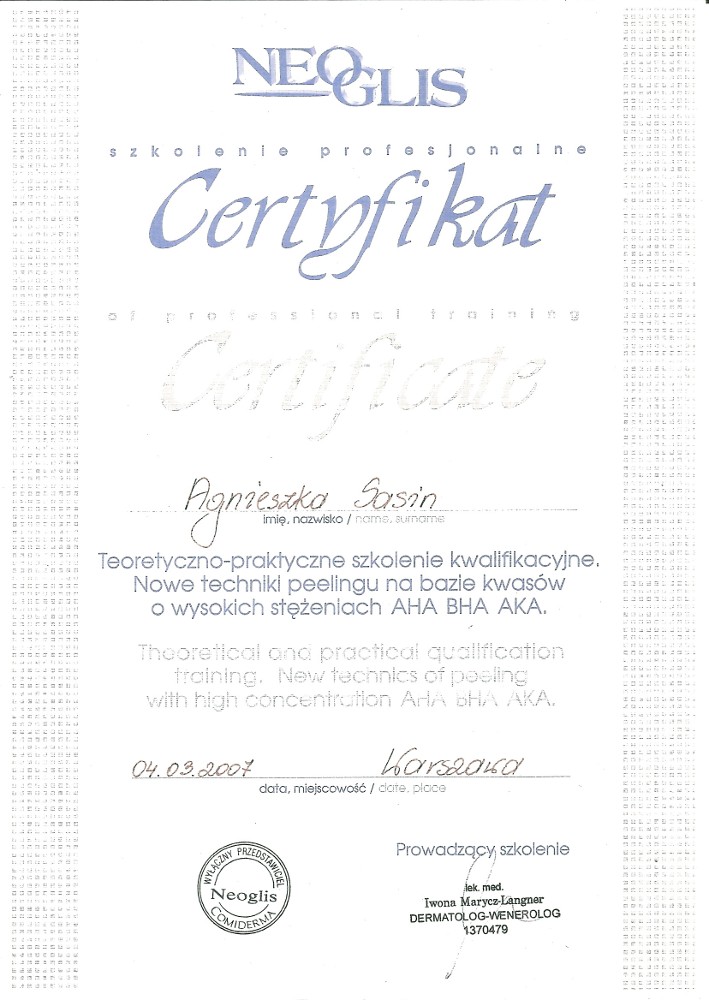 NEOGLIS
szkolenie profesjonalne
Certyfikat
of professional training
Certificate
Agnieszka Sasin
imię, nazwisko / name, surname
Teoretyczno-praktyczne szkolenie kwalifikacyjne.
Nowe techniki peelingu na bazie kwasów
o wysokich stężeniach AHA BHA AKA.
Theoretical and practical qualification
training. New technics of peeling
with high concentration AHA BHA AKA.
04.03.2007 Warszawa
data, miejscowość / date, place
WYŁĄCZNY PRZEDSTAWICIEL
Neoglis
COMIDERMA
Prowadzący szkolenie
lek. med.
Iwona Marycz-Langner
DERMATOLOG-WENEROLOG
1370479